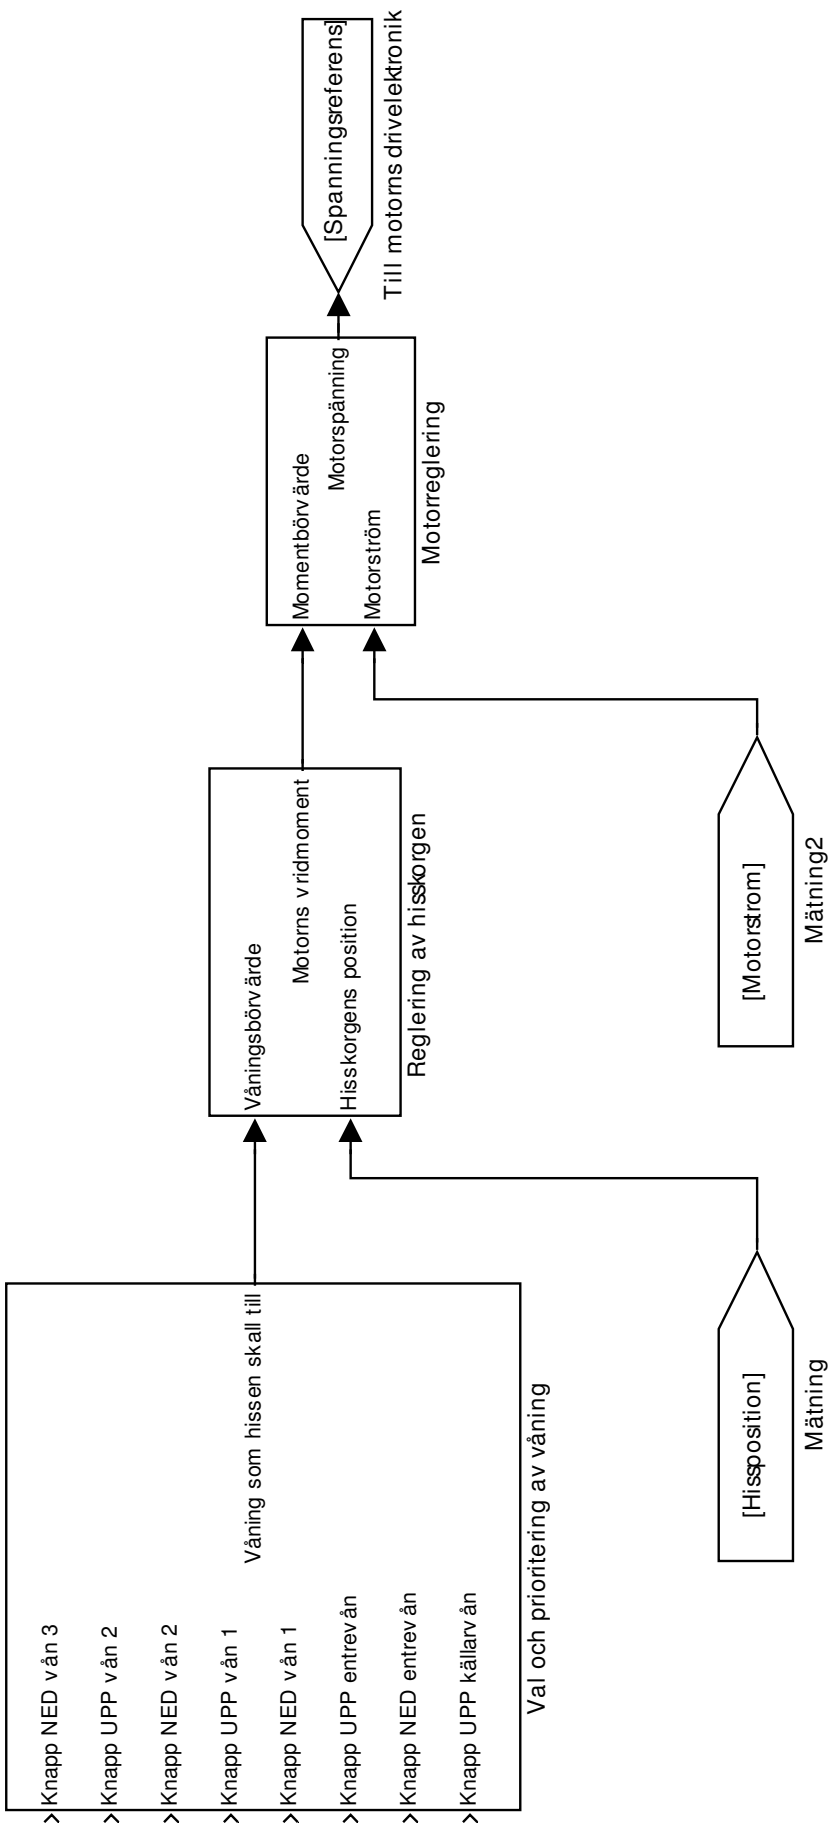 Knapp NED vån 3
Knapp UPP vån 2
Knapp NED vån 2
Knapp UPP vån 1
Knapp NED vån 1
Knapp UPP entrevån
Knapp NED entrevån
Knapp UPP källarvån
Våning som hissen skall till
Val och prioritering av våning
[Hissposition]
Mätning
Våningsbörvärde
Motorns vridmoment
Hisskorgens position
Reglering av hisskorgen
[Motorstrom]
Mätning2
Momentbörvärde
Motorspänning
Motorström
Motorreglering
[Spanningsreferens]
Till motorns drivelektronik